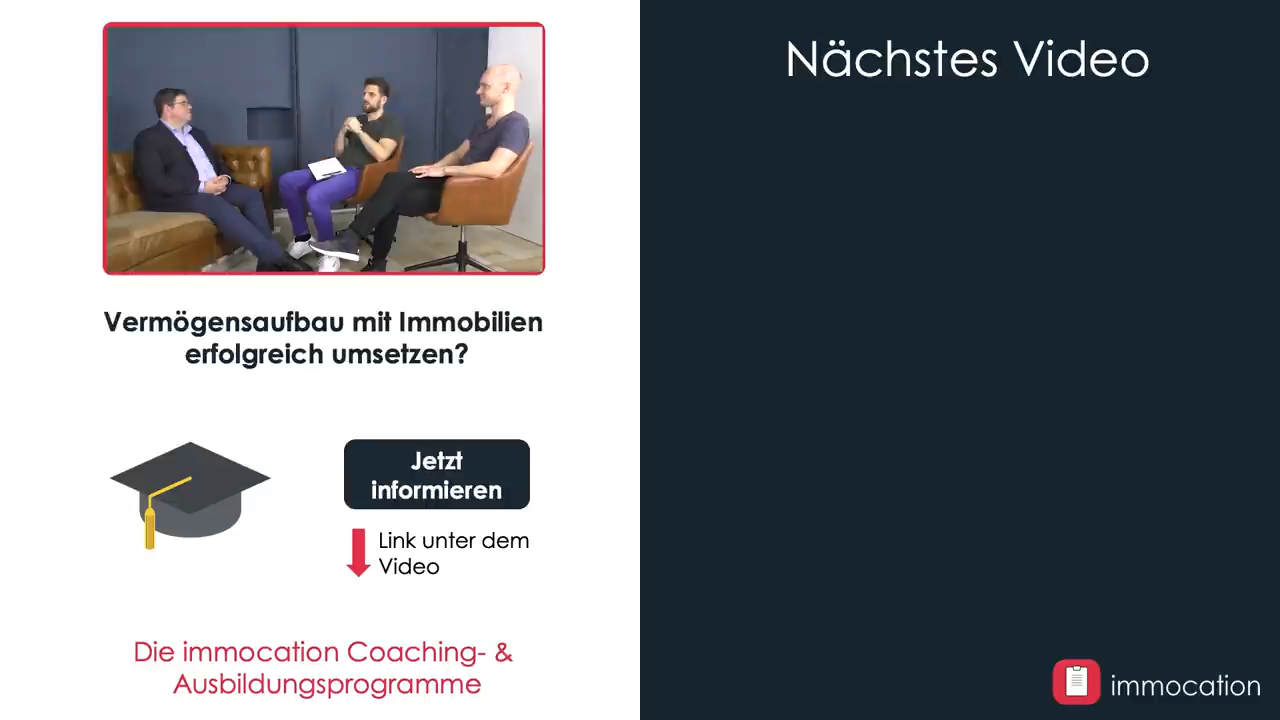 Vermögensaufbau mit Immobilien
erfolgreich umsetzen?
Jetzt
informieren
Link unter dem
Video
Die immocation Coaching- &
Ausbildungsprogramme
Nächstes Video
immocation